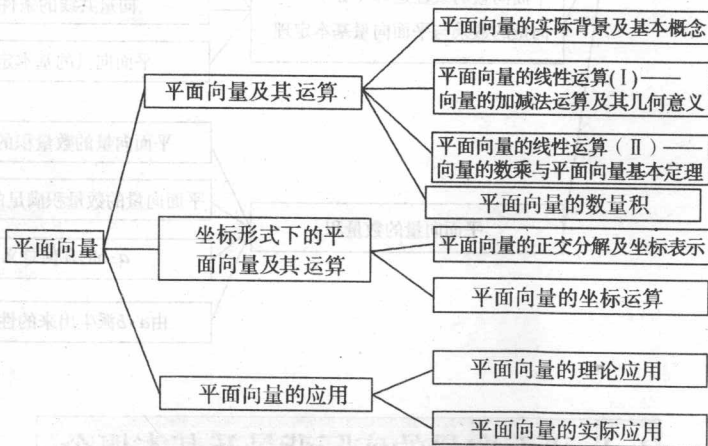 平面向量的实际背景及基本概念
平面向量及其运算
平面向量的线性运算(Ⅰ)——
向量的加减法运算及其几何意义
平面向量的线性运算(Ⅱ)——
向量的数乘与平面向量基本定理
平面向量的数量积
平面向量
坐标形式下的平
面向量及其运算
平面向量的正交分解及坐标表示
平面向量的坐标运算
平面向量的应用
平面向量的理论应用
平面向量的实际应用